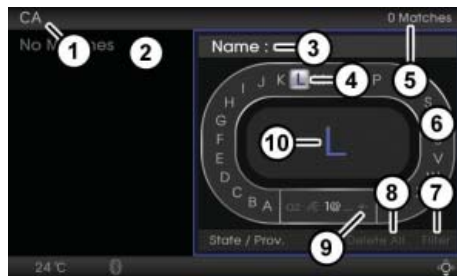 CA
0 Matches
1
No Matches
2
Name :
3
4
5
J K L P
I
H
G
F
E
D
C
B A
S
6
V
10
L
8
7
1@
9
State / Prov.
Delete All
Filter
24°C